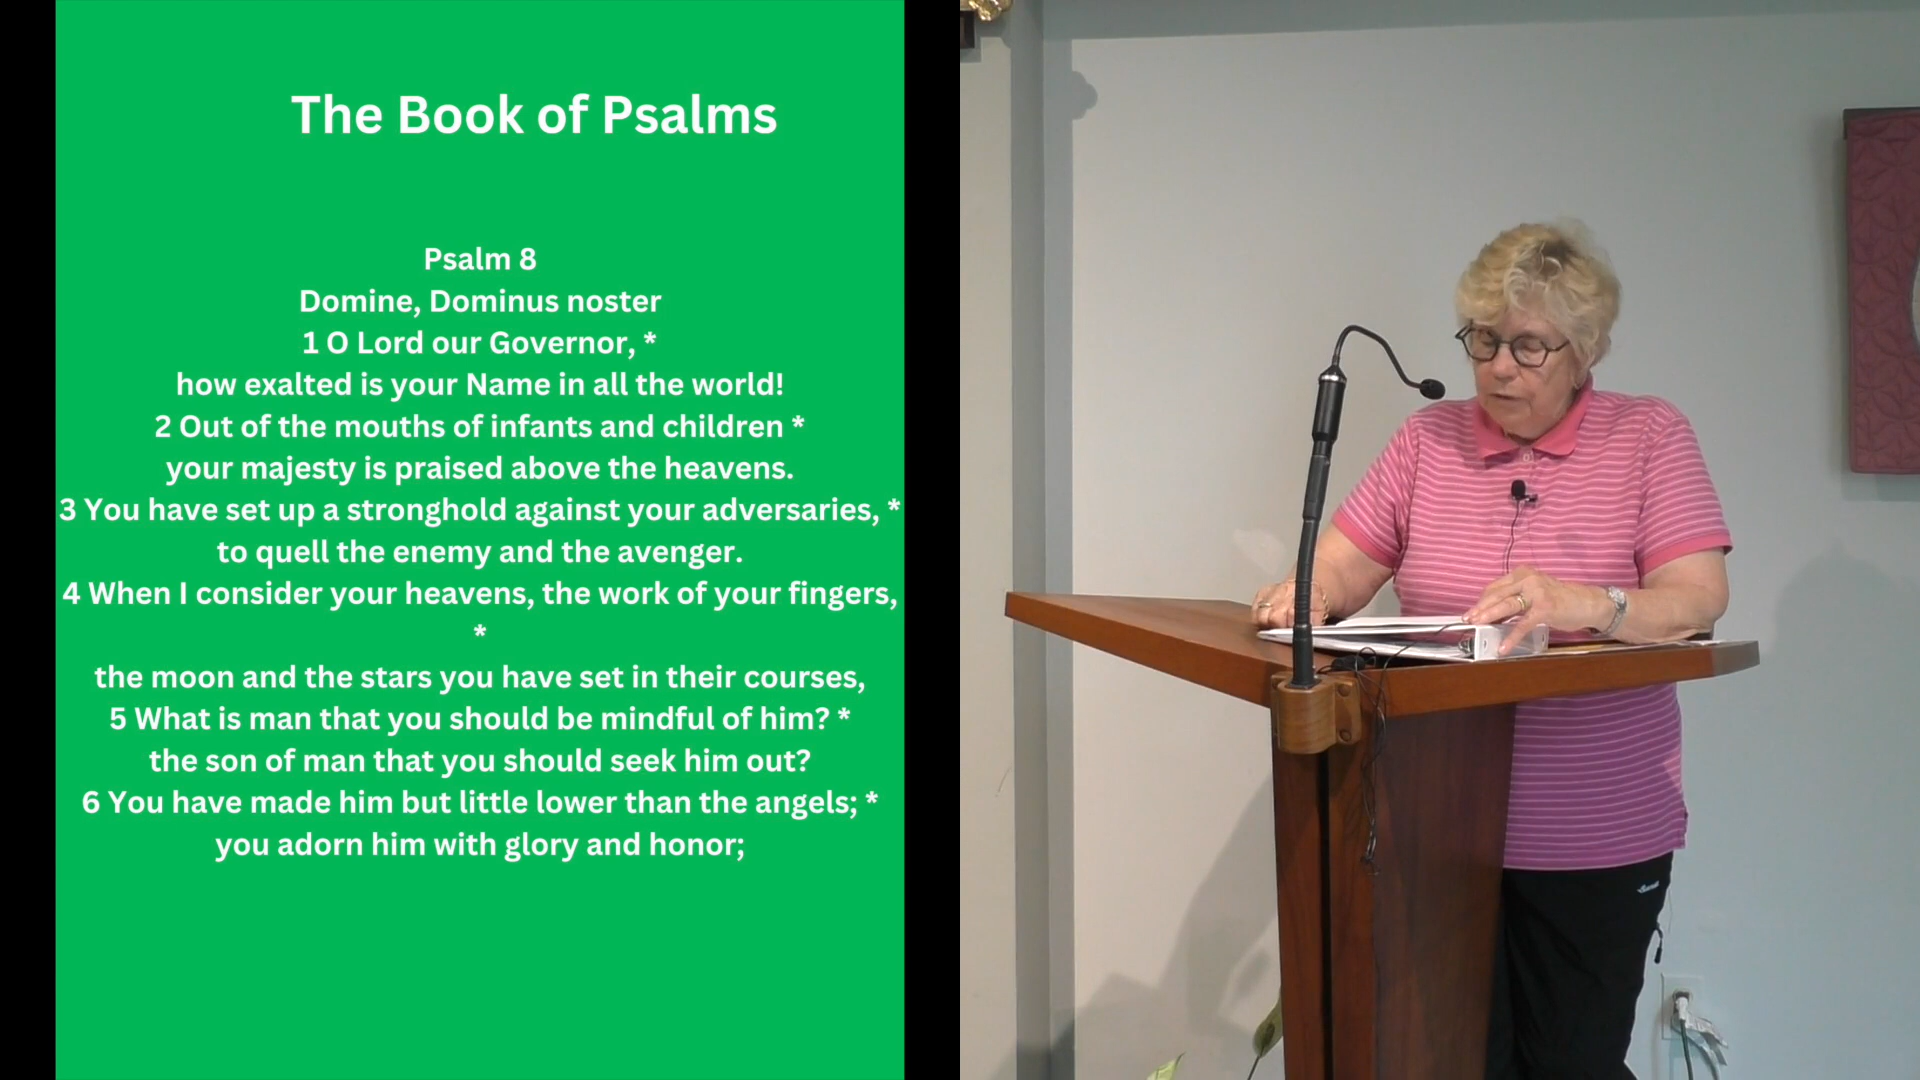 The Book of Psalms
Psalm 8
Domine, Dominus noster
1 O Lord our Governor, *
how exalted is your Name in all the world!
2 Out of the mouths of infants and children *
your majesty is praised above the heavens.
3 You have set up a stronghold against your adversaries, *
to quell the enemy and the avenger.
4 When I consider your heavens, the work of your fingers,
*
the moon and the stars you have set in their courses,
5 What is man that you should be mindful of him? *
the son of man that you should seek him out?
6 You have made him but little lower than the angels; *
you adorn him with glory and honor;